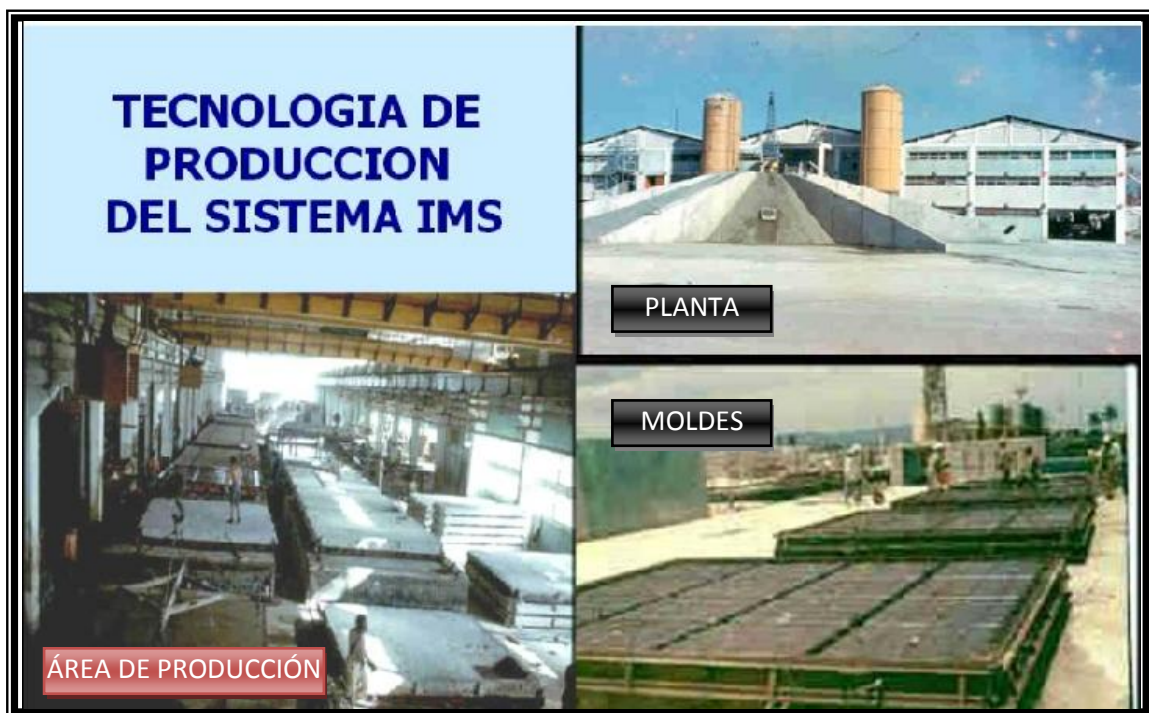 TECNOLOGIA DE
PRODUCCION
DEL SISTEMA IMS
PLANTA
MOLDES
ÁREA DE PRODUCCIÓN